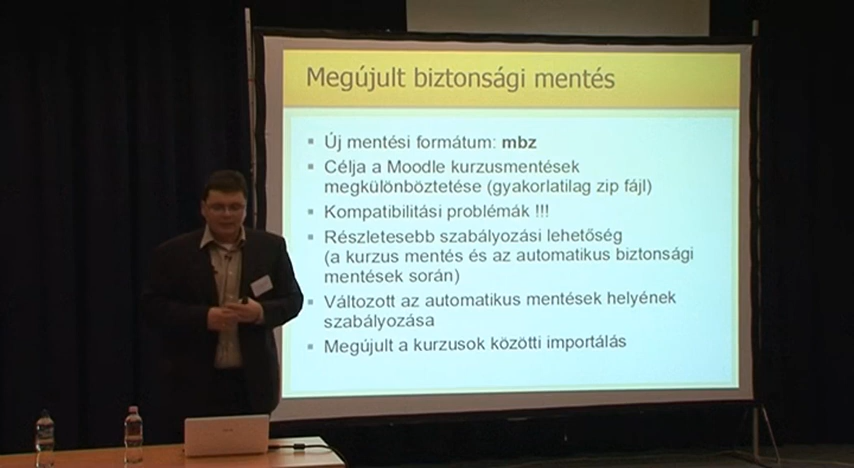 Megújult biztonsági mentés
▪ Új mentési formátum: mbz
▪ Célja a Moodle kurzusmentések
megkülönböztetése (gyakorlatilag zip fájl)
▪ Kompatibilitási problémák !!!
▪ Részletesebb szabályozási lehetőség
(a kurzus mentés és az automatikus biztonsági
mentések során)
▪ Változott az automatikus mentések helyének
szabályozása
▪ Megújult a kurzusok közötti importálás